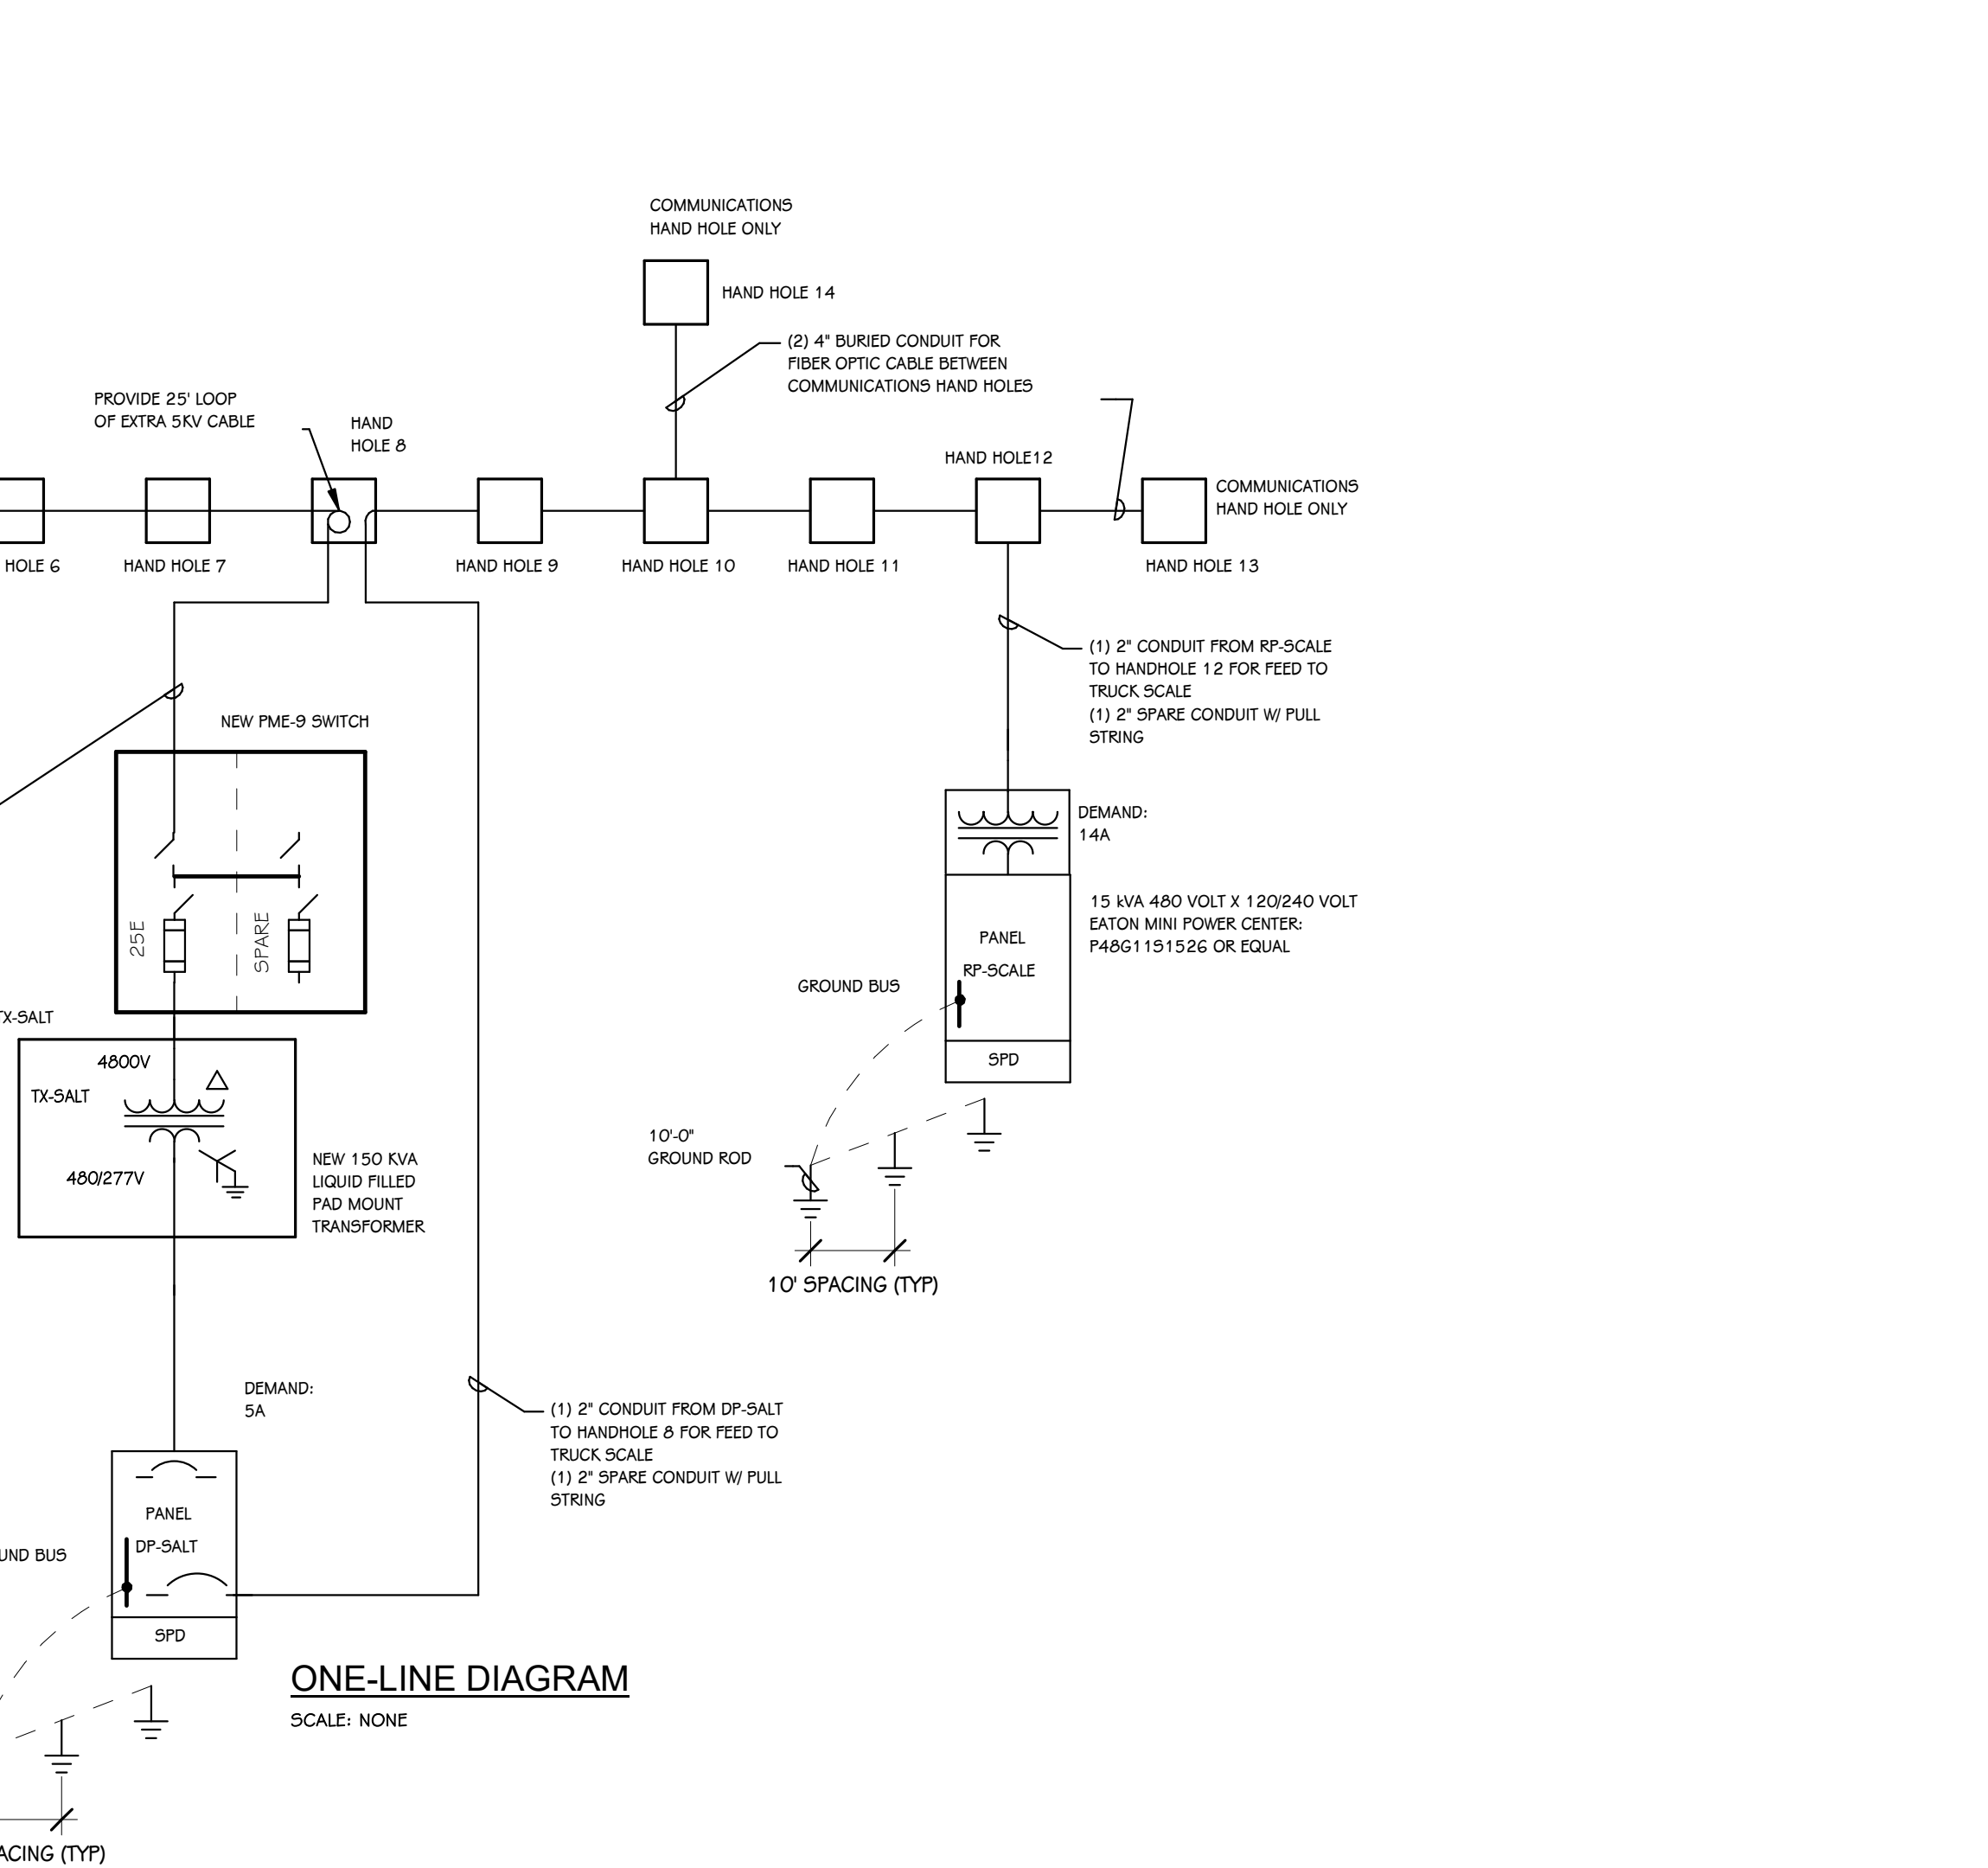 COMMUNICATIONS
HAND HOLE ONLY
HAND HOLE 14
(2) 4" BURIED CONDUIT FOR
FIBER OPTIC CABLE BETWEEN
COMMUNICATIONS HAND HOLES
PROVIDE 25' LOOP
OF EXTRA 5KV CABLE
HAND
HOLE 8
HAND HOLE12
COMMUNICATIONS
HAND HOLE ONLY
HOLE 6
HAND HOLE 7
HAND HOLE 9
HAND HOLE 10
HAND HOLE 11
HAND HOLE 13
(1) 2" CONDUIT FROM RP-SCALE
TO HANDHOLE 12 FOR FEED TO
TRUCK SCALE
(1) 2" SPARE CONDUIT W/ PULL
STRING
NEW PME-9 SWITCH
25E
SPARE
DEMAND:
14A
15 kVA 480 VOLT X 120/240 VOLT
EATON MINI POWER CENTER:
P48G11S1526 OR EQUAL
PANEL
RP-SCALE
GROUND BUS
SPD
TX-SALT
4800V
TX-SALT
480/277V
NEW 150 KVA
LIQUID FILLED
PAD MOUNT
TRANSFORMER
10'-0"
GROUND ROD
10' SPACING (TYP)
DEMAND:
5A
(1) 2" CONDUIT FROM DP-SALT
TO HANDHOLE 8 FOR FEED TO
TRUCK SCALE
(1) 2" SPARE CONDUIT W/ PULL
STRING
PANEL
DP-SALT
UND BUS
SPD
ONE-LINE DIAGRAM
SCALE: NONE
ACING (TYP)